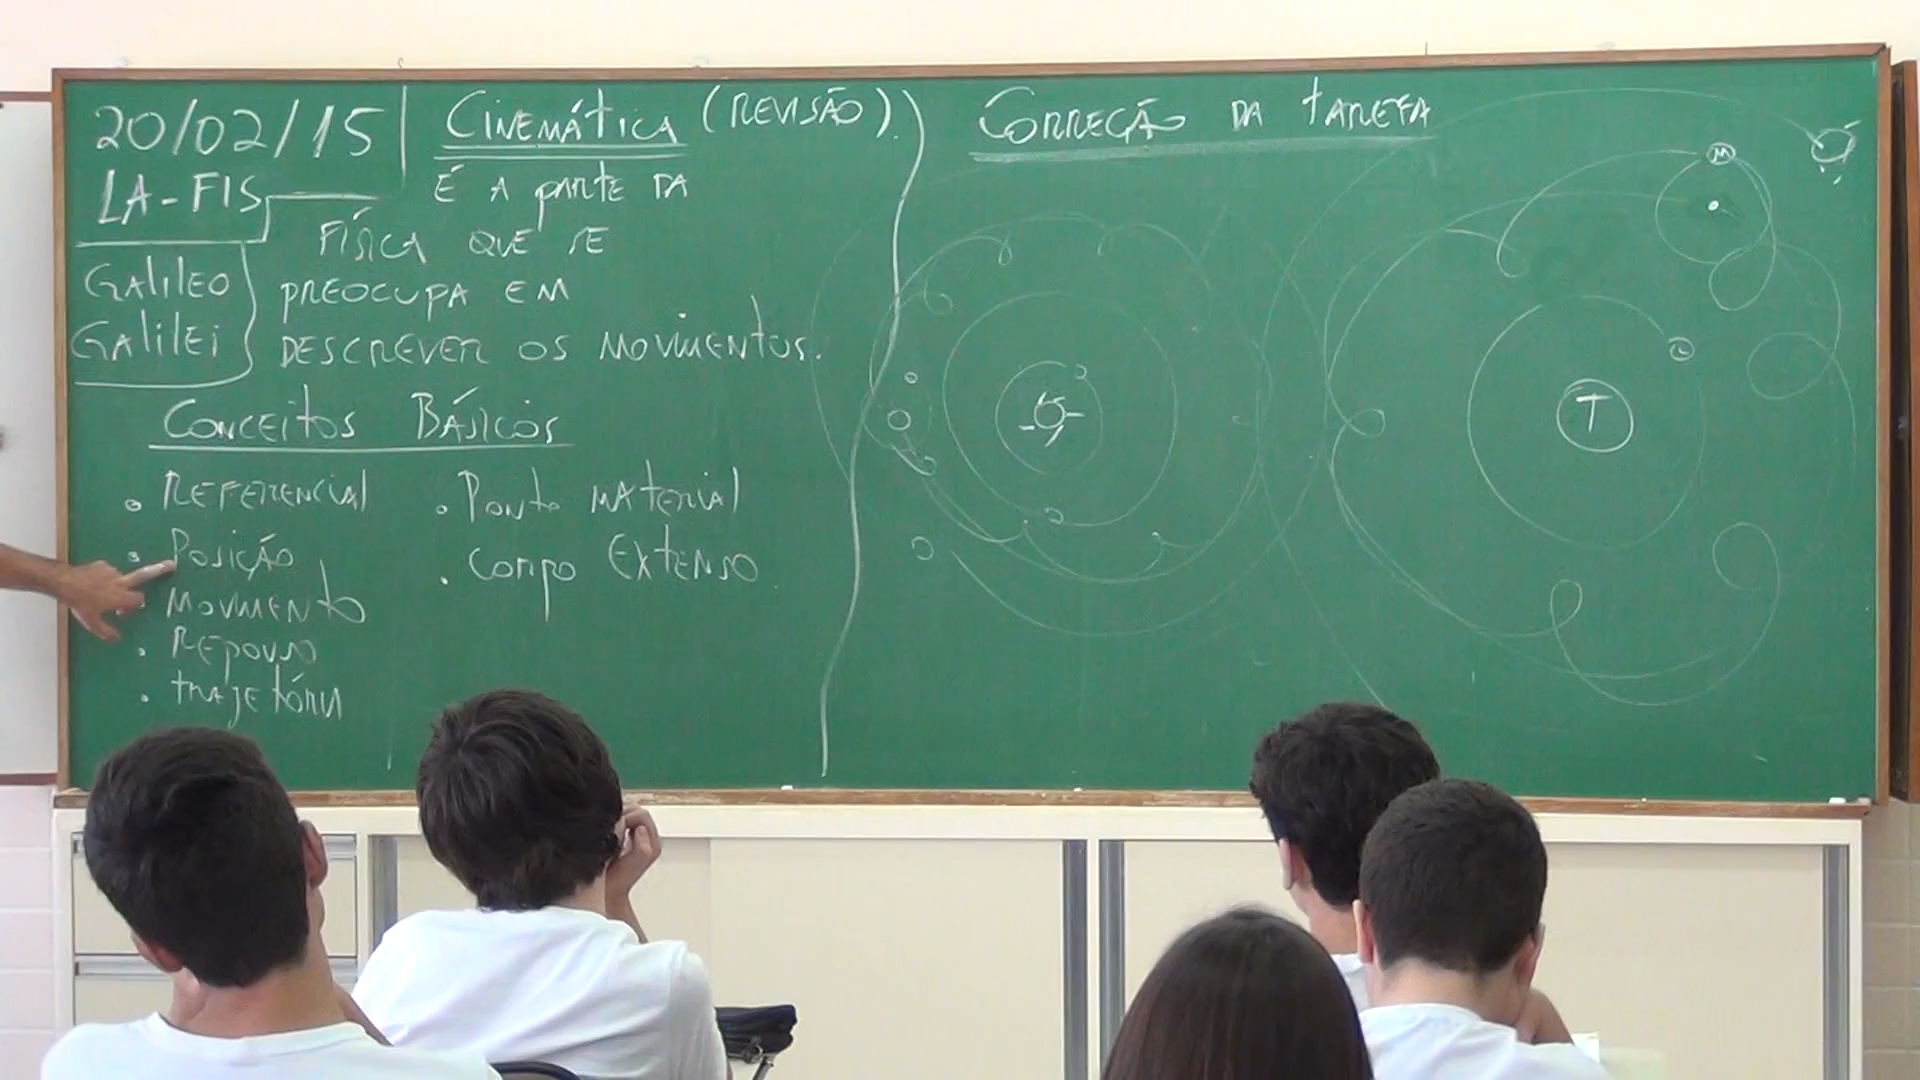 20/02/15
LA-FIS
GALILEO
GALILEI
CINEMÁTICA (REVISÃO).
É A PARTE DA
FÍSICA QUE SE
PREOCUPA EM
DESCREVER OS MOVIMENTOS.
CONCEITOS BÁSICOS
• REFERENCIAL
• POSIÇÃO
• MOVIMENTO
• REPOUSO
• TRAJETÓRIA
• PONTO MATERIAL
• CORPO EXTENSO
CORREÇÃO DA TAREFA
M
L
T